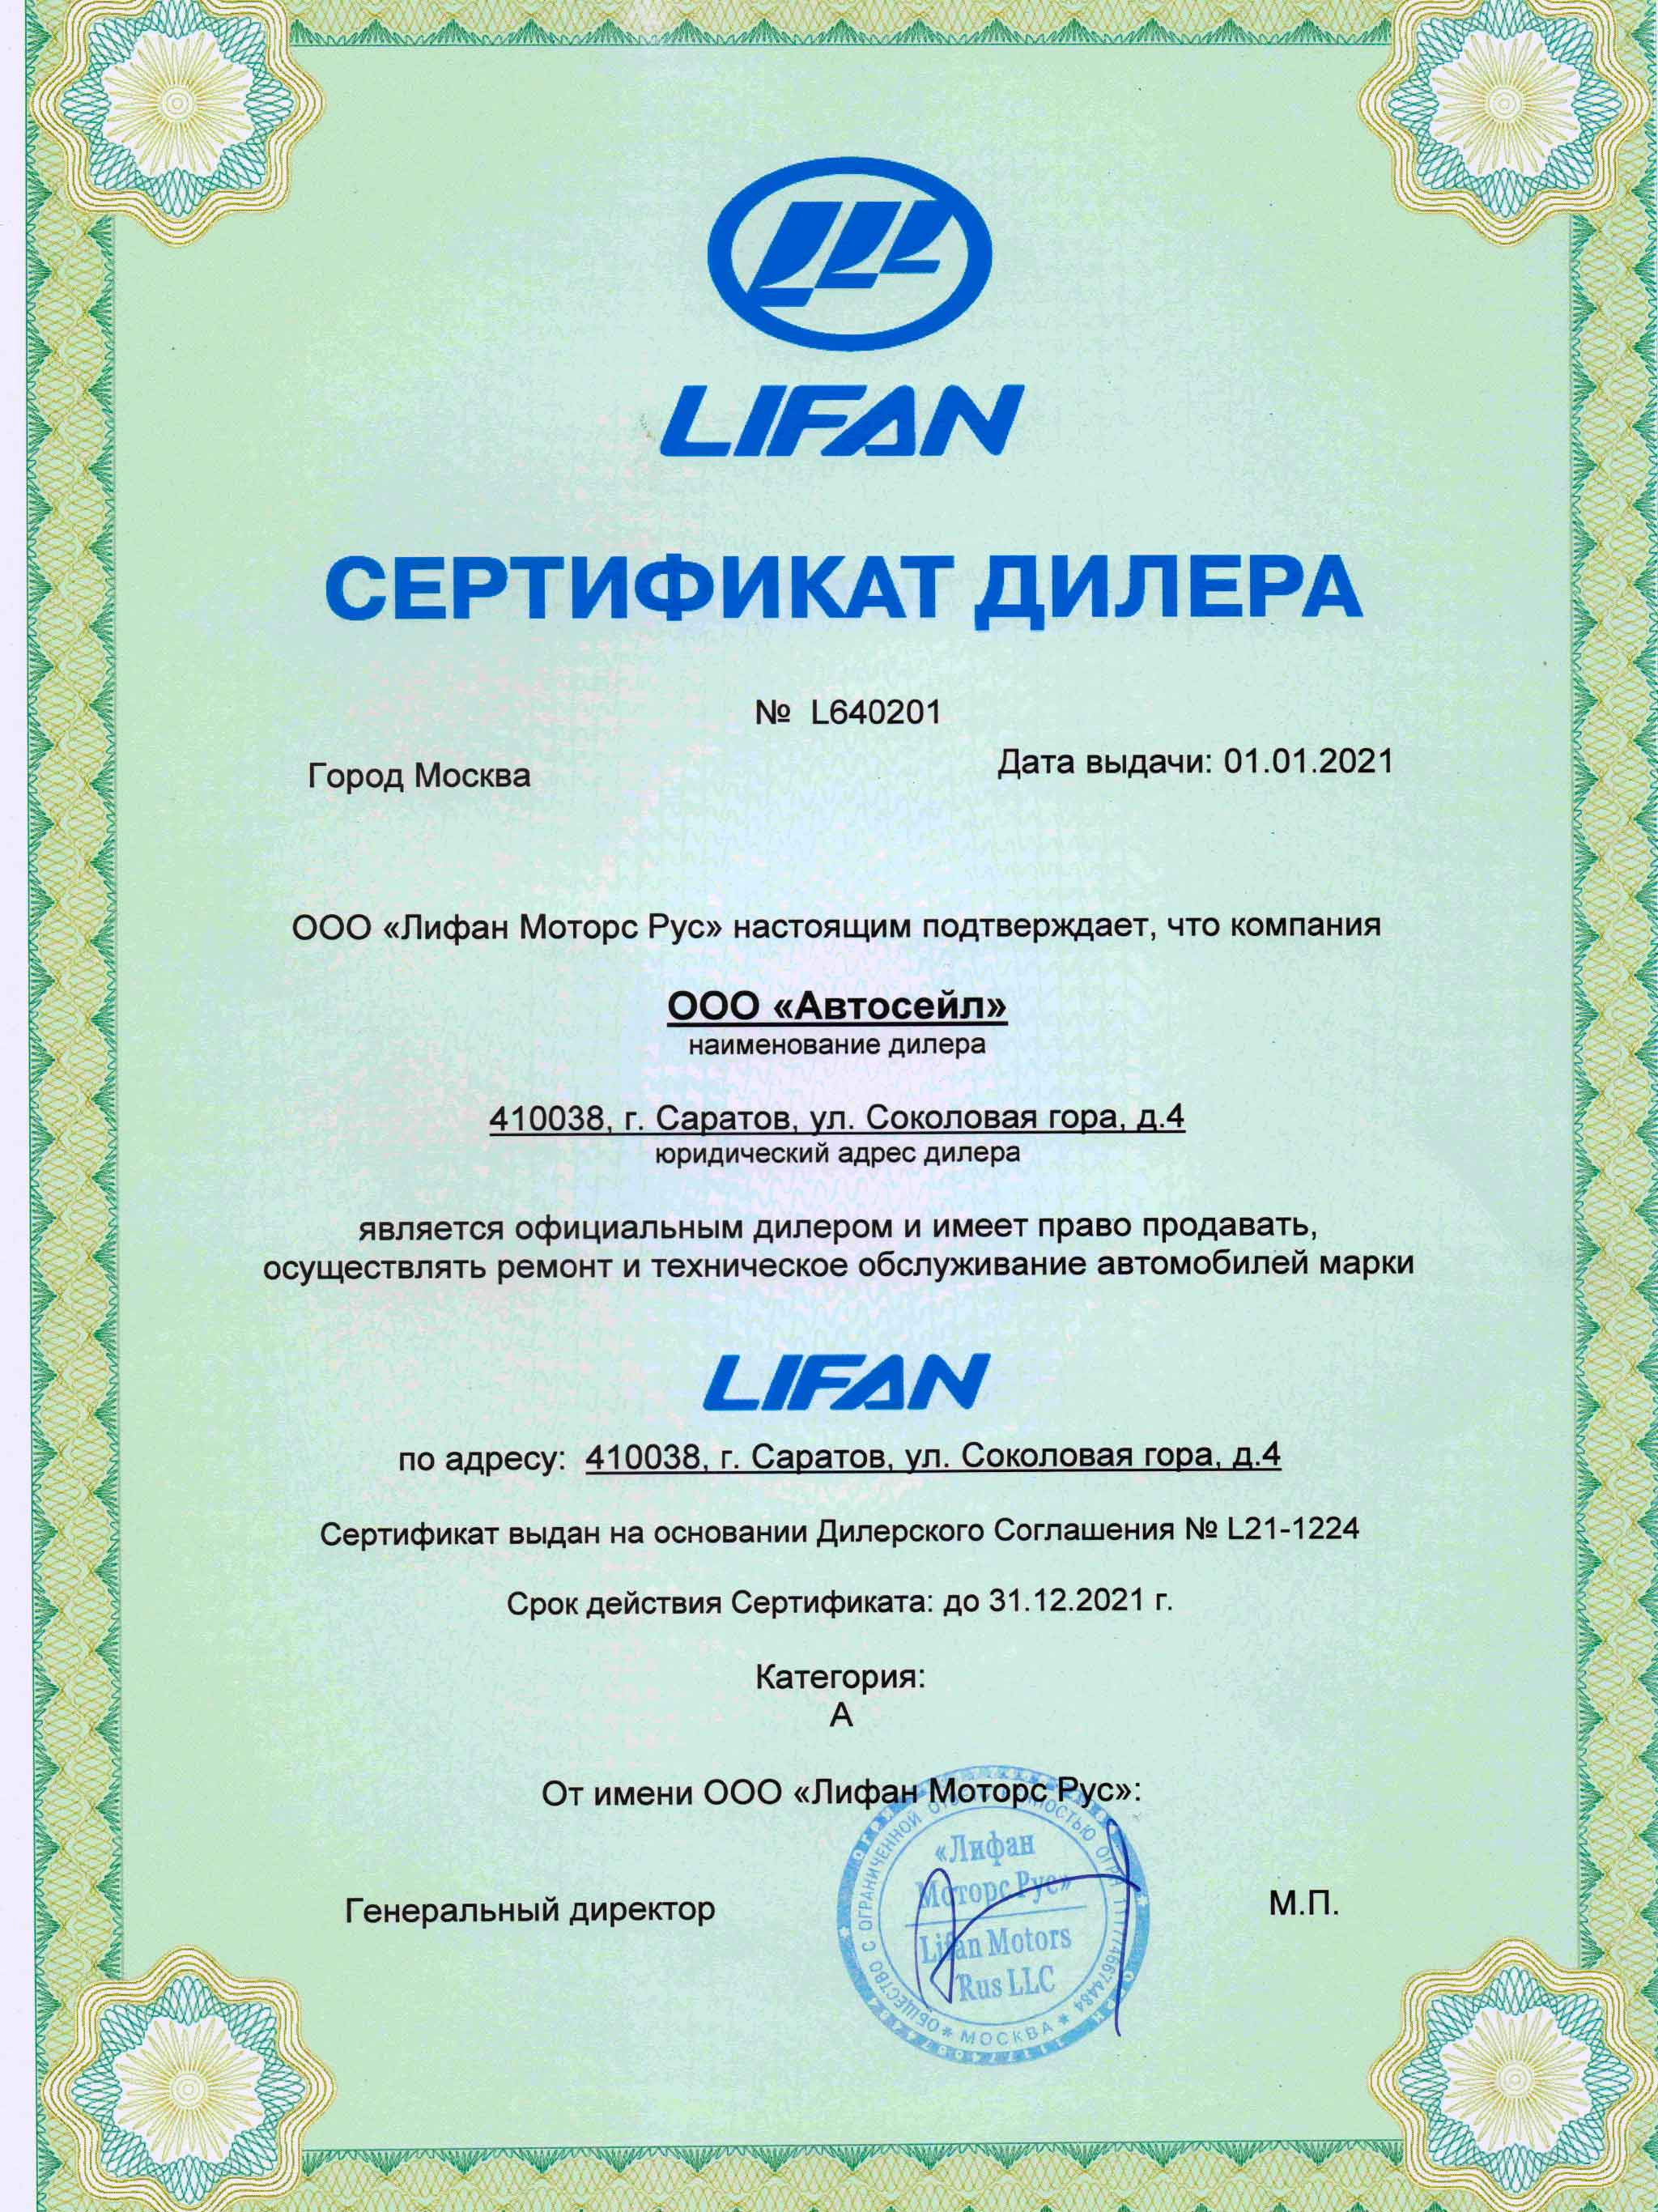 LIFAN
СЕРТИФИКАТ ДИЛЕРА
№ L640201
Город Москва
Дата выдачи: 01.01.2021
ООО «Лифан Моторс Рус» настоящим подтверждает, что компания
ООО «Автосейл»
наименование дилера
410038, г. Саратов, ул. Соколовая гора, д.4
юридический адрес дилера
является официальным дилером и имеет право продавать,
осуществлять ремонт и техническое обслуживание автомобилей марки
LIFAN
по адресу: 410038, г. Саратов, ул. Соколовая гора, д.4
Сертификат выдан на основании Дилерского Соглашения № L21-1224
Срок действия Сертификата: до 31.12.2021 г.
Категория:
А
От имени ООО «Лифан Моторс Рус»:
Генеральный директор
М.П.
ОБЩЕСТВО С ОГРАНИЧЕННОЙ ОТВЕТСТВЕННОСТЬЮ
«Лифан
Моторс Рус»
Lifan Motors
Rus LLC
* МОСКВА *